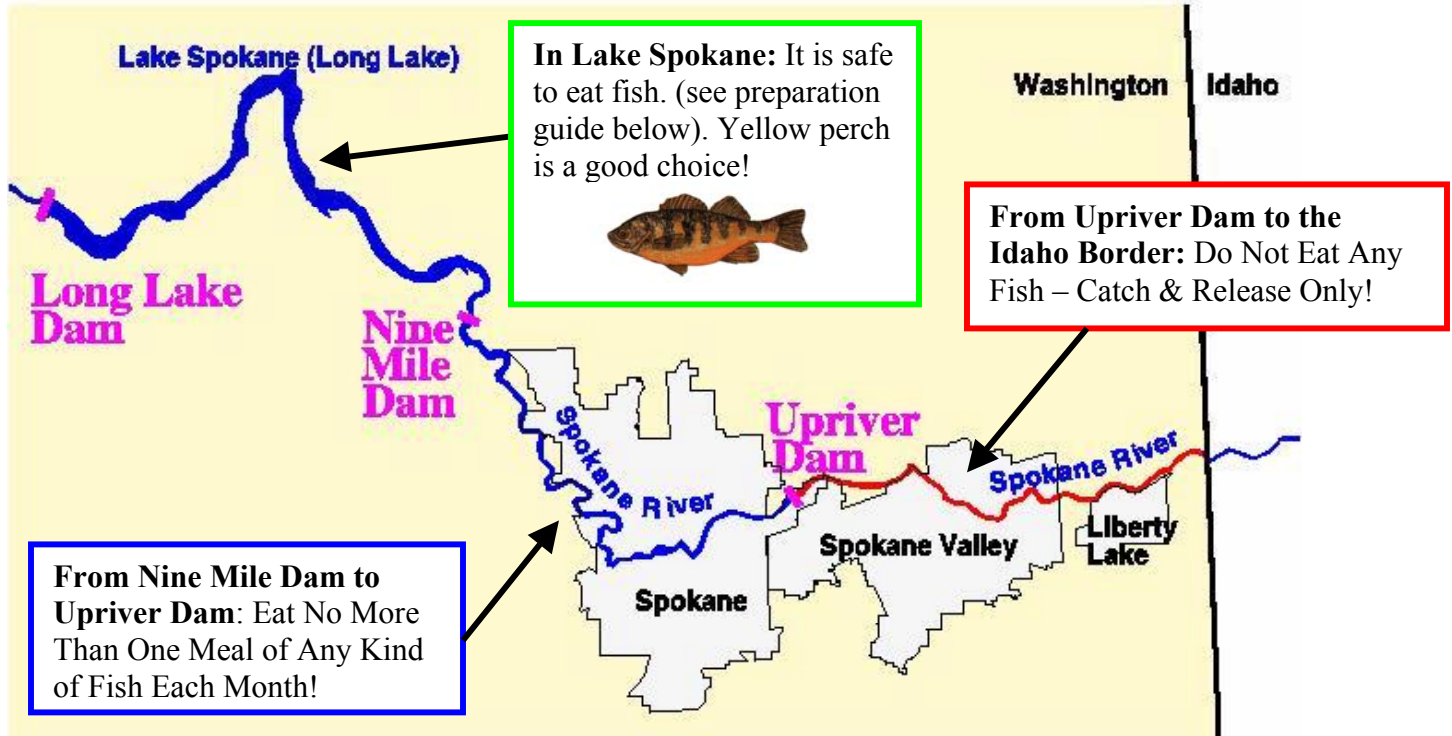 Lake Spokane (Long Lake)
In Lake Spokane: It is safe
to eat fish. (see preparation
guide below). Yellow perch
is a good choice!
Washington
Idaho
From Upriver Dam to the
Idaho Border: Do Not Eat Any
Fish – Catch & Release Only!
Long Lake
Dam
Nine
Mile
Dam
Upriver
Dam
Spokane River
Spokane River
Spokane Valley
Liberty
Lake
Spokane
From Nine Mile Dam to
Upriver Dam: Eat No More
Than One Meal of Any Kind
of Fish Each Month!